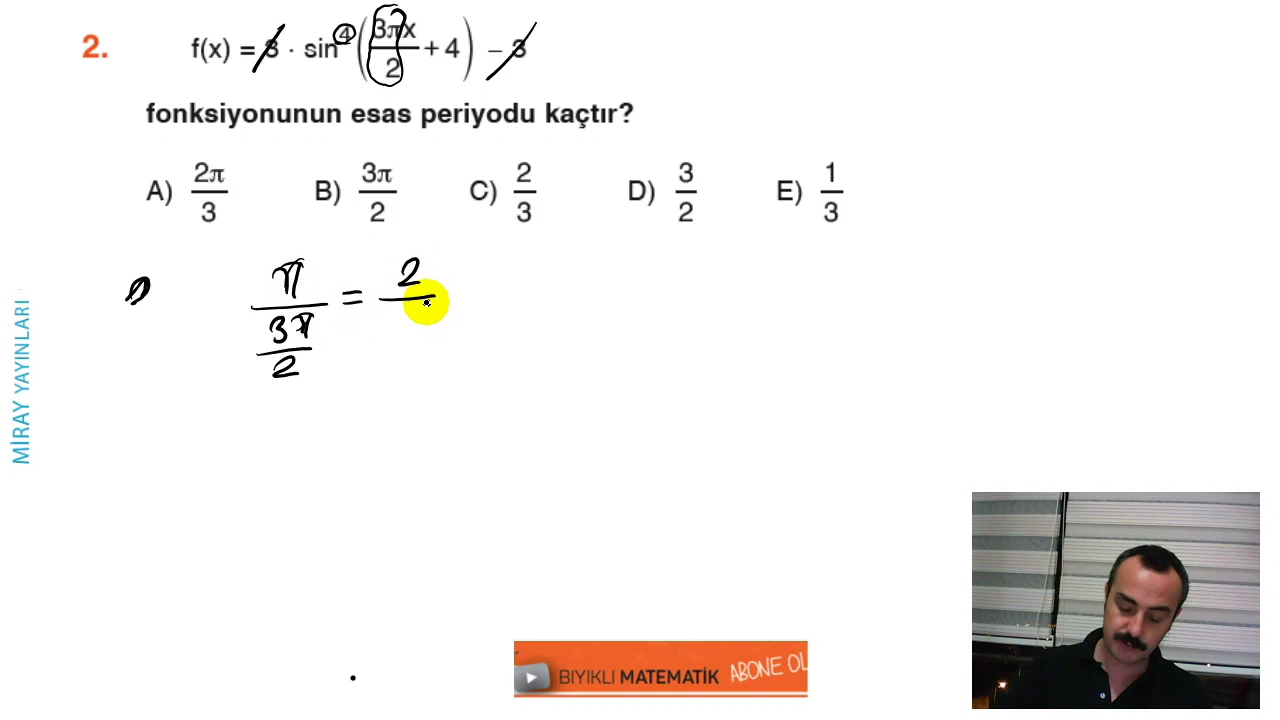 2. f(x) = 3 · sin⁴(3πx/2 + 4) − 3
fonksiyonunun esas periyodu kaçtır?
A) 2π/3 B) 3π/2 C) 2/3 D) 3/2 E) 1/3
π/(3π/2) = 2/
MİRAY YAYINLARI
BIYIKLI MATEMATİK ABONE OL